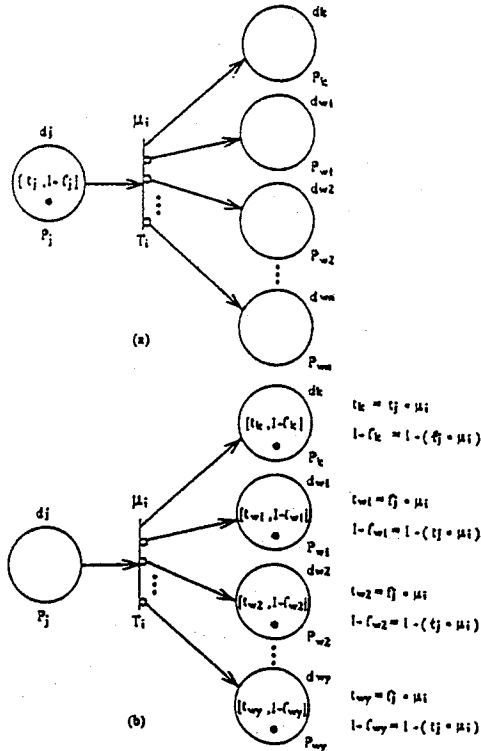 dk
Pk
μi
dw1
dj
[tj, 1-fj]
Pw1
dw2
Pj
Ti
Pw2
dwn
(a)
Pwn
dk
tk = tj * μi
[tk, 1-fk]
1-fk = 1-(fj * μi)
Pk
μi
dw1
tw1 = fj * μi
dj
[tw1, 1-fw1]
1-fw1 = 1-(tj * μi)
Pw1
dw2
tw2 = fj * μi
Pj
Ti
[tw2, 1-fw2]
1-fw2 = 1-(tj * μi)
Pw2
dwy
twy = fj * μi
(b)
[twy, 1-fwy]
1-fwy = 1-(tj * μi)
Pwy